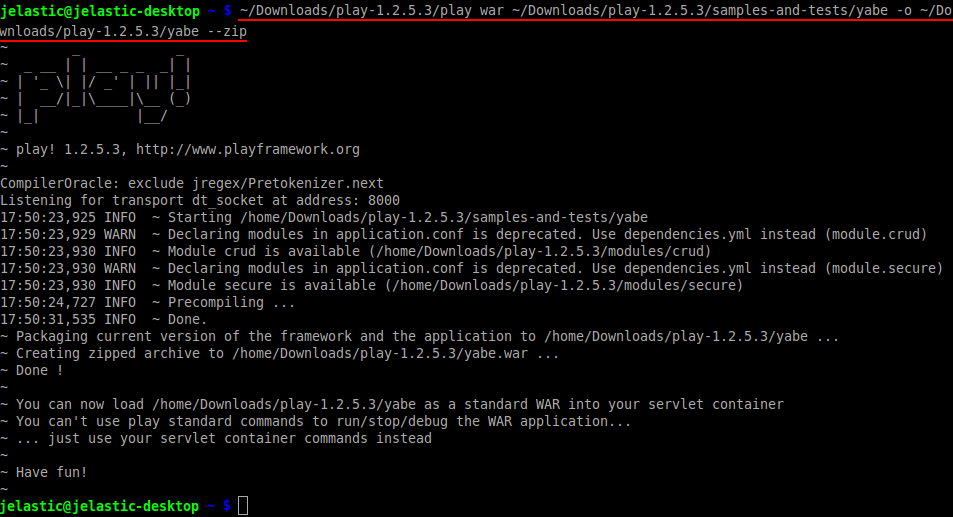 jelastic@jelastic-desktop ~ $ ~/Downloads/play-1.2.5.3/play war ~/Downloads/play-1.2.5.3/samples-and-tests/yabe -o ~/Do
wnloads/play-1.2.5.3/yabe --zip
~        _            _
~  _ __ | | __ _ _  _| |
~ | '_ \| |/ _' | || |_|
~ |  __/|_|\____|\__ (_)
~ |_|            |__/
~
~ play! 1.2.5.3, http://www.playframework.org
~
CompilerOracle: exclude jregex/Pretokenizer.next
Listening for transport dt_socket at address: 8000
17:50:23,925 INFO  ~ Starting /home/Downloads/play-1.2.5.3/samples-and-tests/yabe
17:50:23,929 WARN  ~ Declaring modules in application.conf is deprecated. Use dependencies.yml instead (module.crud)
17:50:23,930 INFO  ~ Module crud is available (/home/Downloads/play-1.2.5.3/modules/crud)
17:50:23,930 WARN  ~ Declaring modules in application.conf is deprecated. Use dependencies.yml instead (module.secure)
17:50:23,930 INFO  ~ Module secure is available (/home/Downloads/play-1.2.5.3/modules/secure)
17:50:24,727 INFO  ~ Precompiling ...
17:50:31,535 INFO  ~ Done.
~ Packaging current version of the framework and the application to /home/Downloads/play-1.2.5.3/yabe ...
~ Creating zipped archive to /home/Downloads/play-1.2.5.3/yabe.war ...
~ Done !
~
~ You can now load /home/Downloads/play-1.2.5.3/yabe as a standard WAR into your servlet container
~ You can't use play standard commands to run/stop/debug the WAR application...
~ ... just use your servlet container commands instead
~
~ Have fun!
~
jelastic@jelastic-desktop ~ $